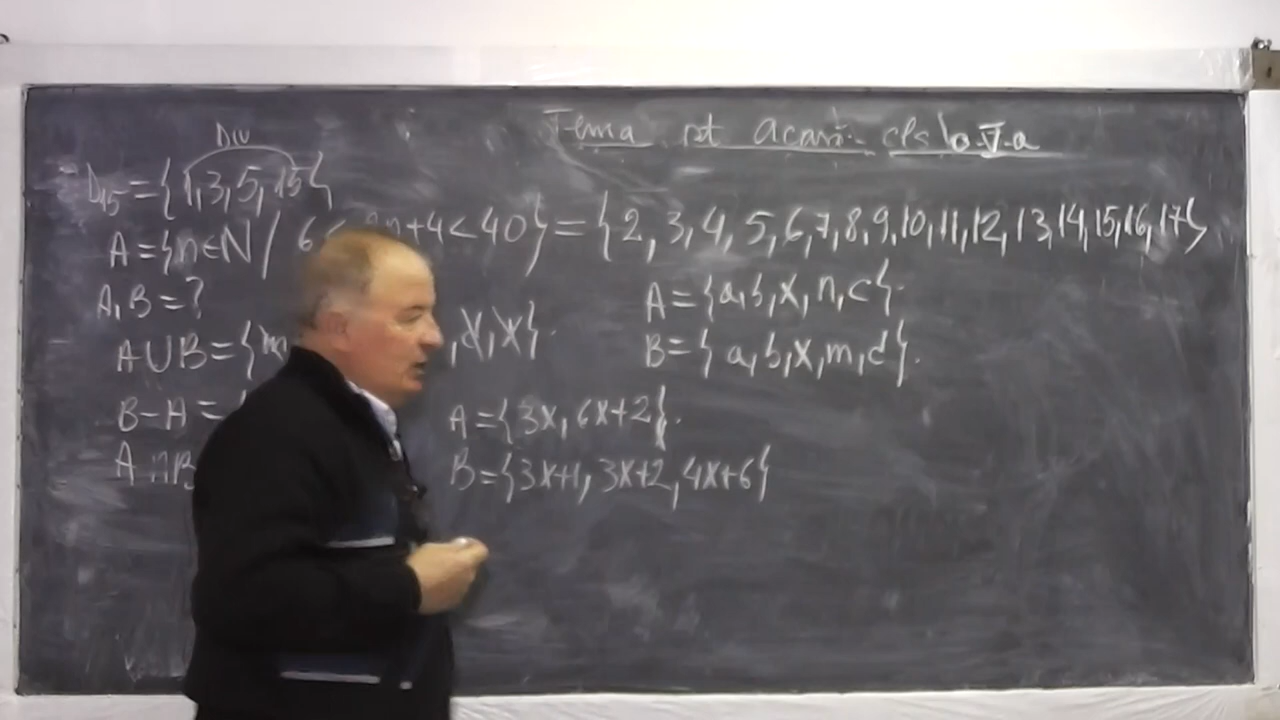 Tema pt acasă cls a V-a
Div
D15 = {1,3,5,15}
A = {n∈N / 6 < 2n+4 < 40} = {2, 3, 4, 5, 6, 7, 8, 9, 10, 11, 12, 13, 14, 15, 16, 17}
A, B = ?
A = {a, b, x, n, c}.
A∪B = {m
B = {a, b, x, m, d}.
B-A =
A = {3x, 6x+2}.
A∩B
B = {3x+1, 3x+2, 4x+6}